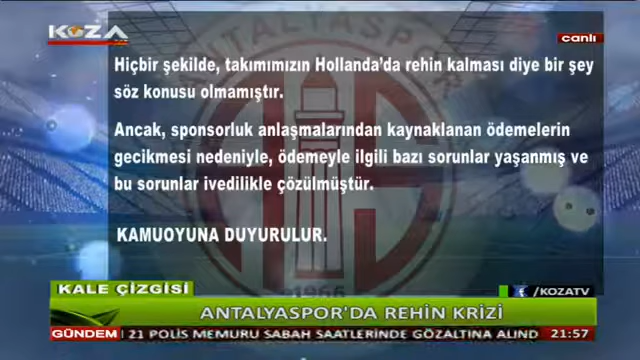 KOZA
canlı
ANTALYASPOR
Hiçbir şekilde, takımımızın Hollanda'da rehin kalması diye bir şey
söz konusu olmamıştır.
Ancak, sponsorluk anlaşmalarından kaynaklanan ödemelerin
gecikmesi nedeniyle, ödemeyle ilgili bazı sorunlar yaşanmış ve
bu sorunlar ivedilikle çözülmüştür.
KAMUOYUNA DUYURULUR.
1966
KALE ÇİZGİSİ
/KOZATV
ANTALYASPOR'DA REHİN KRİZİ
GÜNDEM
21 POLİS MEMURU SABAH SAATLERİNDE GÖZALTINA ALIND
21:57